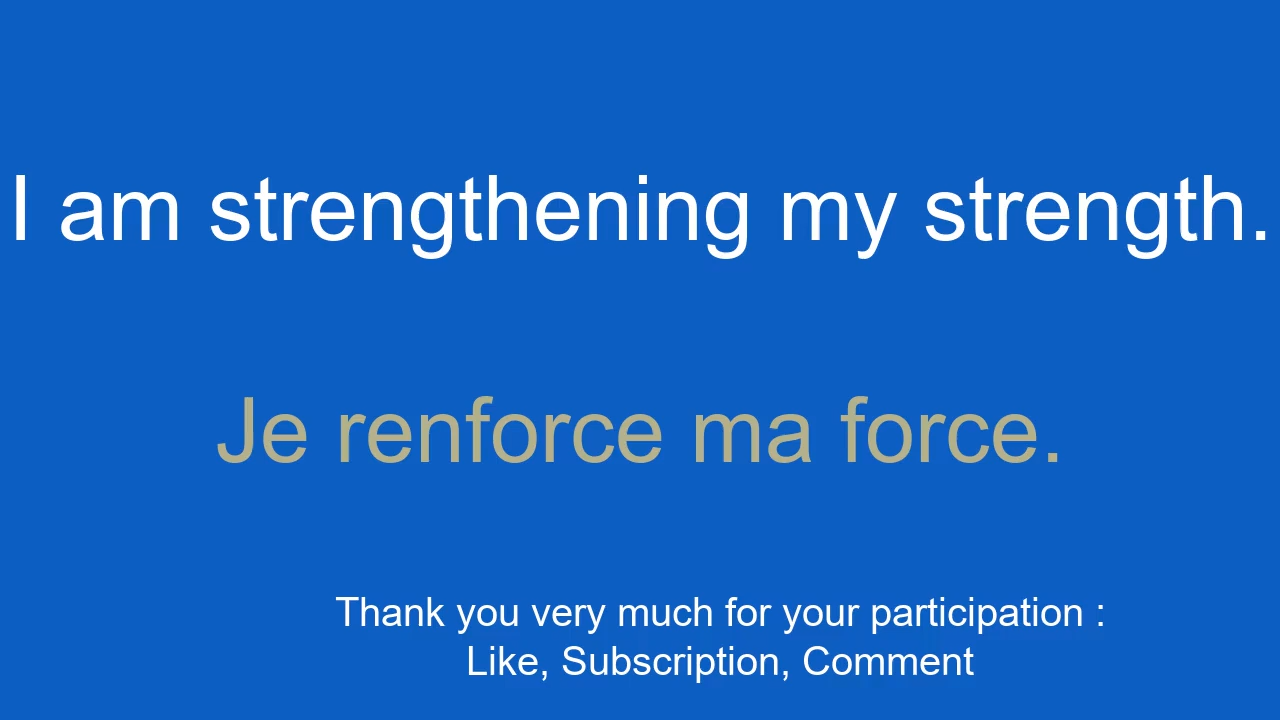 I am strengthening my strength.
Je renforce ma force.
Thank you very much for your participation :
Like, Subscription, Comment